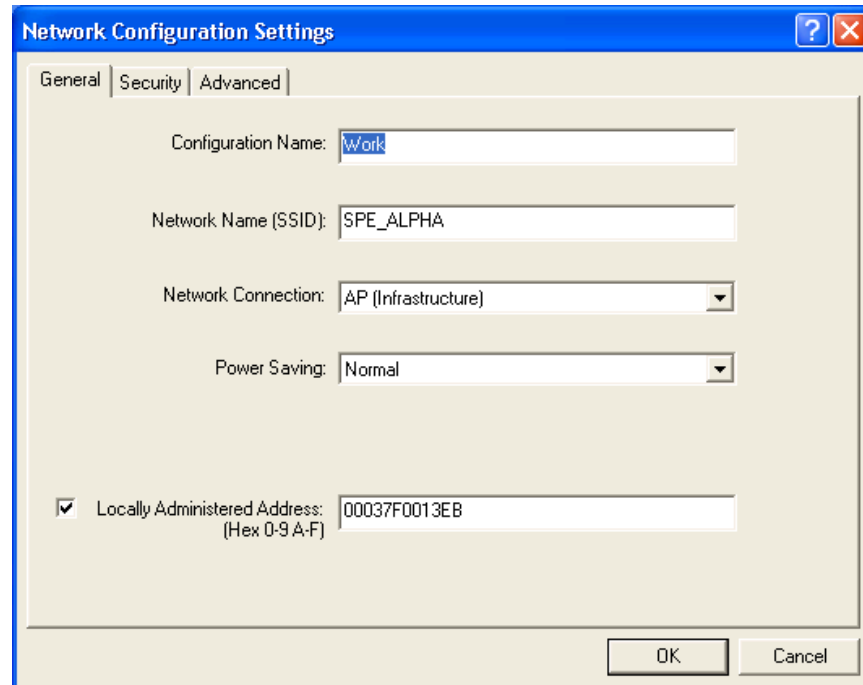 Network Configuration Settings
General Security Advanced
Configuration Name: Work
Network Name (SSID): SPE_ALPHA
Network Connection: AP (Infrastructure)
Power Saving: Normal
Locally Administered Address: 00037F0013EB
(Hex 0-9 A-F)
OK Cancel